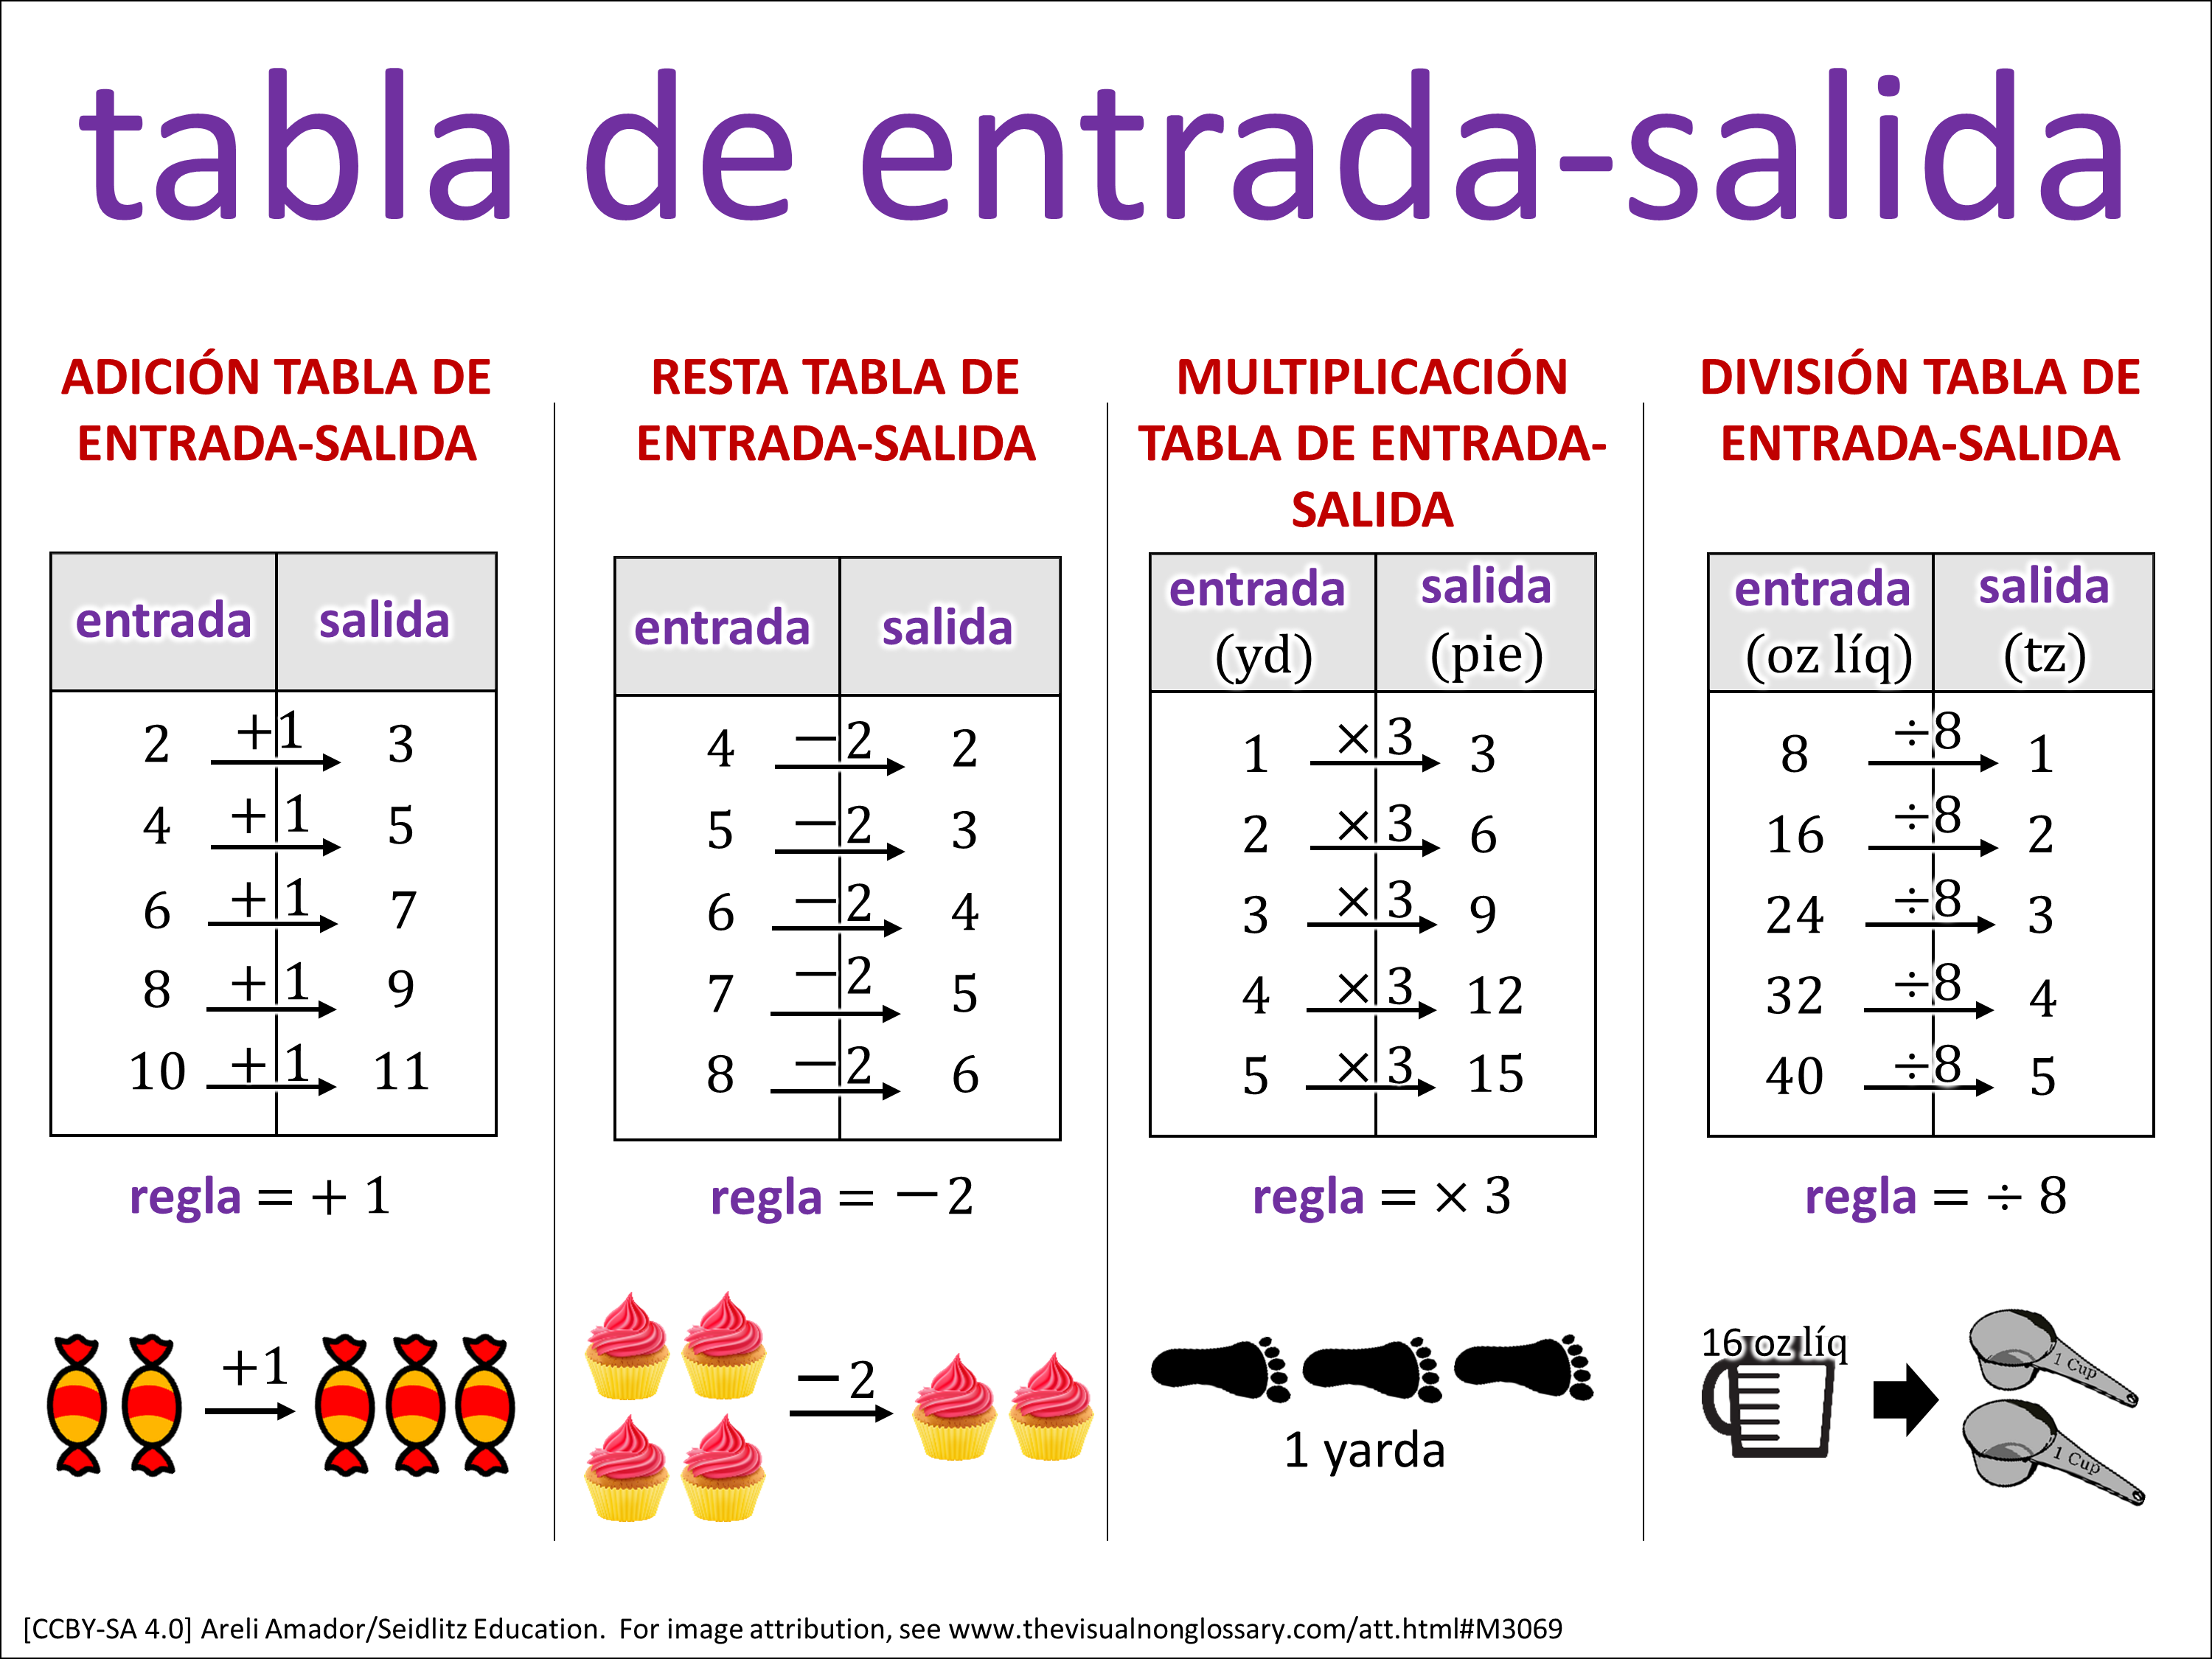 tabla de entrada-salida
ADICIÓN TABLA DE
ENTRADA-SALIDA
entrada salida
2 +1 3
4 + 1 5
6 + 1 7
8 + 1 9
10 + 1 11
regla = + 1
+1
RESTA TABLA DE
ENTRADA-SALIDA
entrada salida
4 −2 2
5 −2 3
6 −2 4
7 −2 5
8 −2 6
regla = −2
−2
MULTIPLICACIÓN
TABLA DE ENTRADA-
SALIDA
entrada salida
(yd) (pie)
1 × 3 3
2 × 3 6
3 × 3 9
4 × 3 12
5 × 3 15
regla = × 3
1 yarda
DIVISIÓN TABLA DE
ENTRADA-SALIDA
entrada salida
(oz líq) (tz)
8 ÷8 1
16 ÷8 2
24 ÷8 3
32 ÷8 4
40 ÷8 5
regla = ÷ 8
16 oz líq
1 Cup
1 Cup
[CCBY-SA 4.0] Areli Amador/Seidlitz Education. For image attribution, see www.thevisualnonglossary.com/att.html#M3069